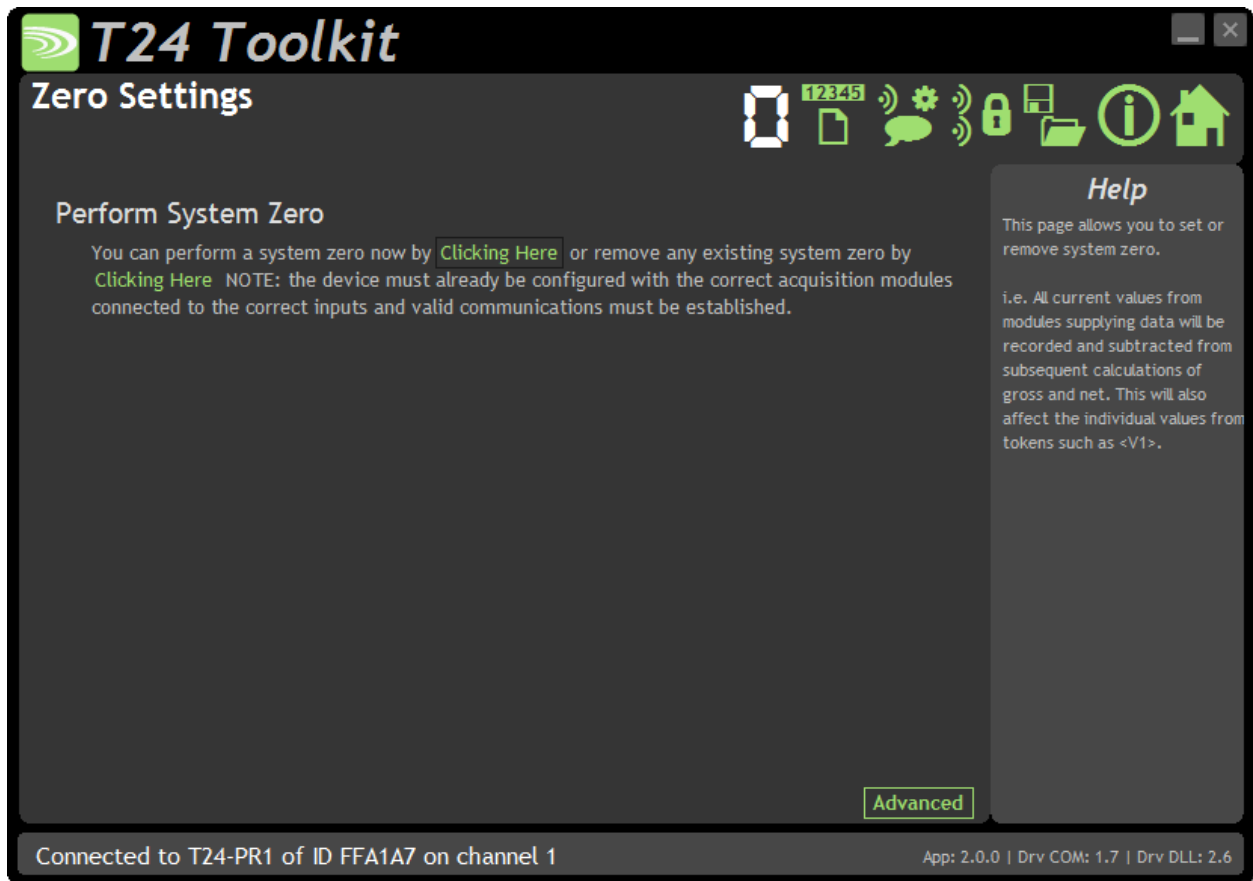 T24 Toolkit
Zero Settings
0
12345
Perform System Zero
You can perform a system zero now by Clicking Here or remove any existing system zero by
Clicking Here NOTE: the device must already be configured with the correct acquisition modules
connected to the correct inputs and valid communications must be established.
Advanced
Help
This page allows you to set or
remove system zero.
i.e. All current values from
modules supplying data will be
recorded and subtracted from
subsequent calculations of
gross and net. This will also
affect the individual values from
tokens such as <V1>.
Connected to T24-PR1 of ID FFA1A7 on channel 1
App: 2.0.0 | Drv COM: 1.7 | Drv DLL: 2.6